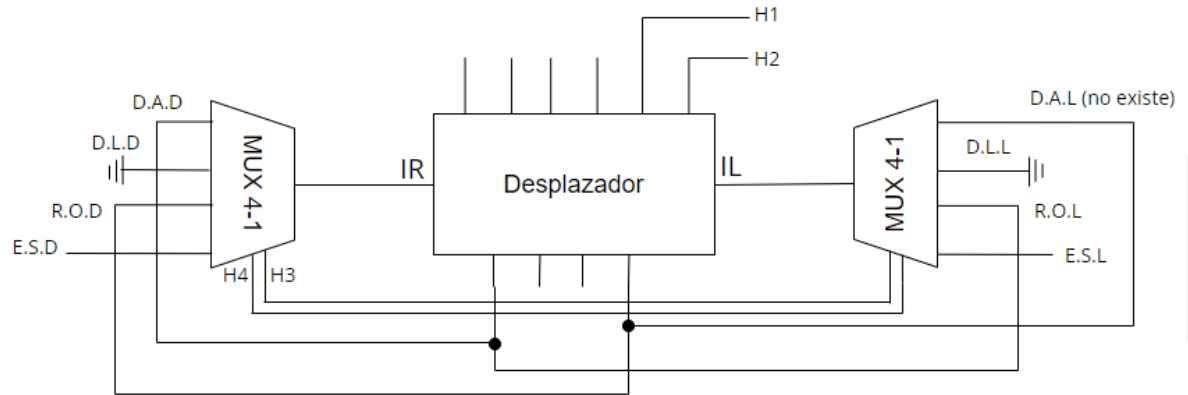 H1
H2
D.A.D
D.A.L (no existe)
D.L.D
D.L.L
MUX 4-1
IR
Desplazador
IL
MUX 4-1
R.O.D
R.O.L
E.S.D
E.S.L
H4
H3